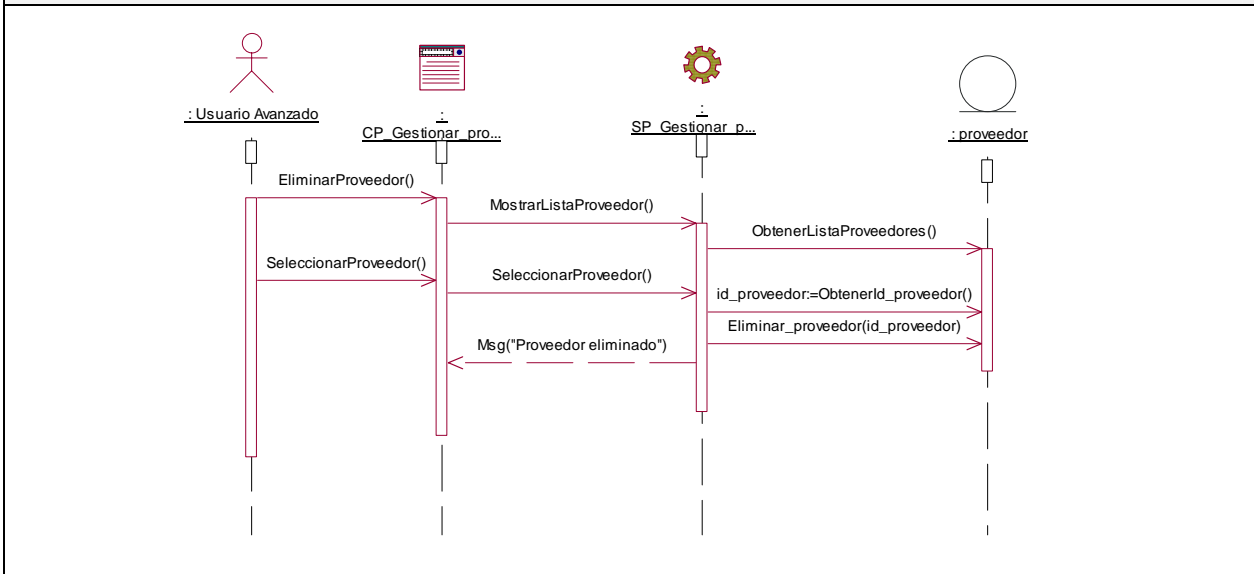 : Usuario Avanzado
:
CP_Gestionar_pro...
:
SP_Gestionar_p...
: proveedor
EliminarProveedor()
MostrarListaProveedor()
ObtenerListaProveedores()
SeleccionarProveedor()
SeleccionarProveedor()
id_proveedor:=ObtenerId_proveedor()
Eliminar_proveedor(id_proveedor)
Msg("Proveedor eliminado")